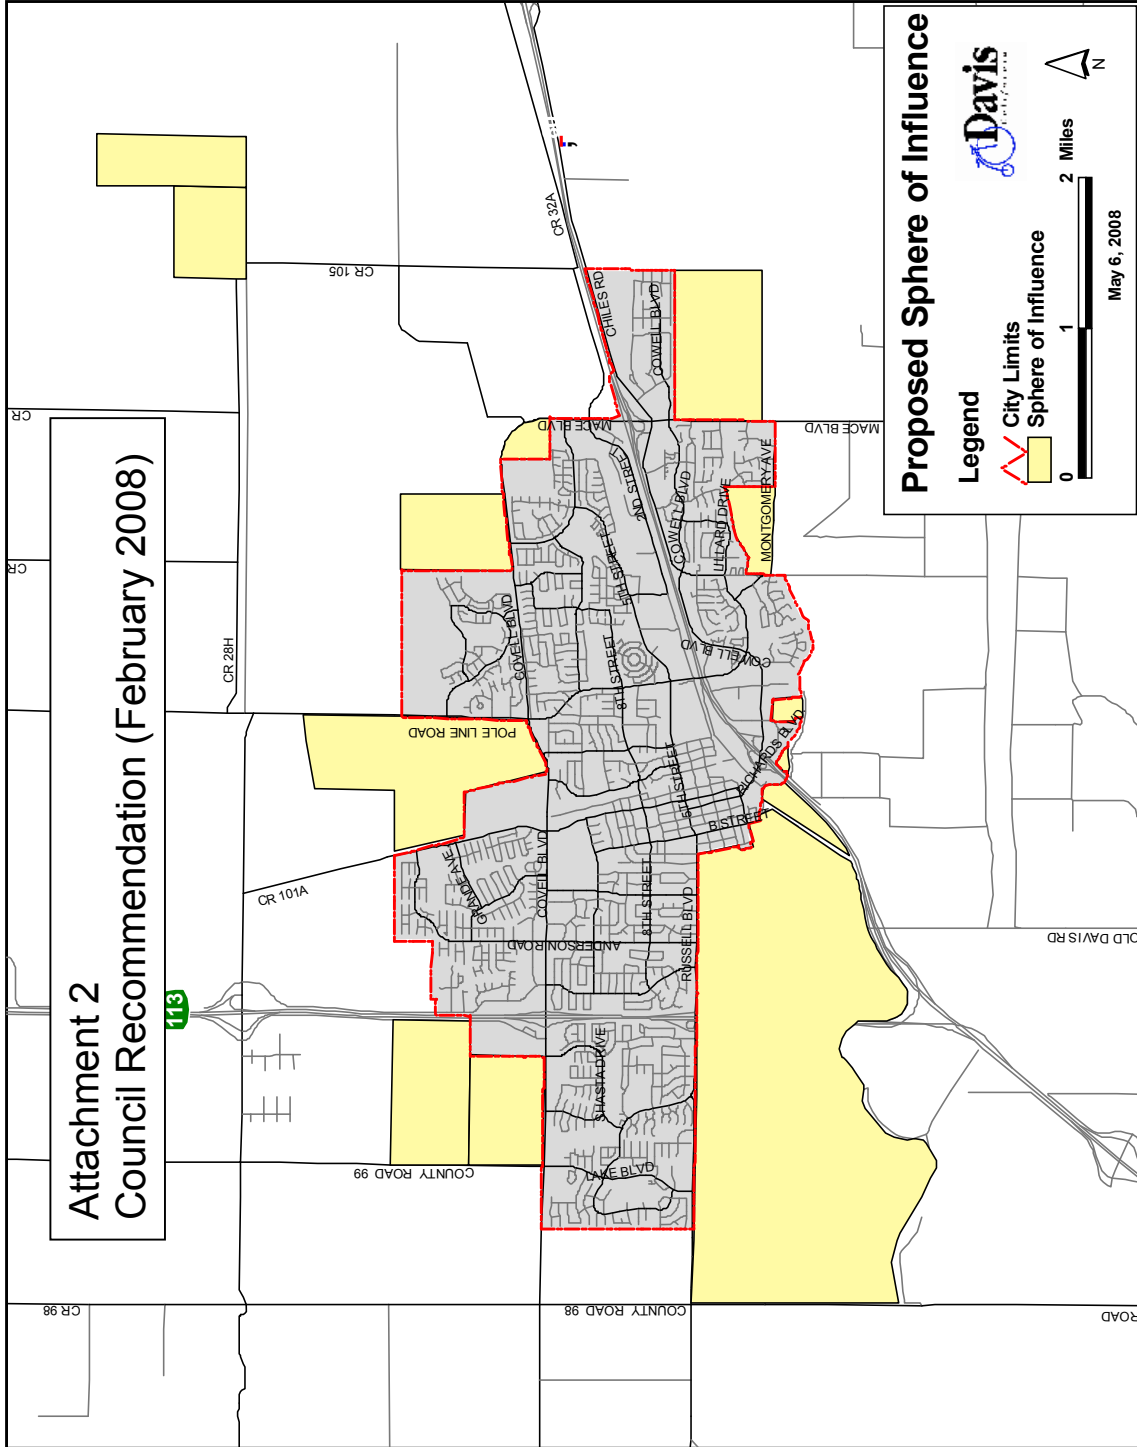 Attachment 2
Council Recommendation (February 2008)
113
CR
CR
CR 28H
CR 105
CR 32A
CR 101A
CR 98
COUNTY ROAD 99
COUNTY ROAD 98
POLE LINE ROAD
GRANDE AVE
COVELL BLVD
COVELL BLVD
ANDERSON ROAD
8TH STREET
8TH STREET
5TH STREET
5TH STREET
2ND STREET
MACE BLVD
MACE BLVD
CHILES RD
COWELL BLVD
COWELL BLVD
COWELL BLVD
COWELL BLVD
ULLARD DRIVE
MONTGOMERY AVE
RICHARDS BLVD
B STREET
RUSSELL BLVD
SHASTA DRIVE
LAKE BLVD
OLD DAVIS RD
ROAD
Proposed Sphere of Influence
Davis
California
Legend
City Limits
Sphere of Influence
0 1 2 Miles
N
May 6, 2008